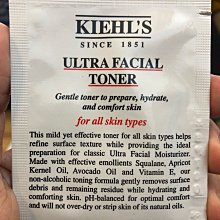 KIEHL'S
SINCE 1851
ULTRA FACIAL
TONER
Gentle toner to prepare, hydrate,
and comfort skin
for all skin types
This mild yet effective toner for all skin types helps
refine surface texture while providing the ideal
preparation for classic Ultra Facial Moisturizer.
Made with effective emollients Squalane, Apricot
Kernel Oil, Avocado Oil and Vitamin E, our
non-alcoholic toning formula gently removes surface
debris and remaining residue while hydrating and
comforting skin. pH-balanced for optimal comfort
and will not over-dry or strip skin of its natural oils.